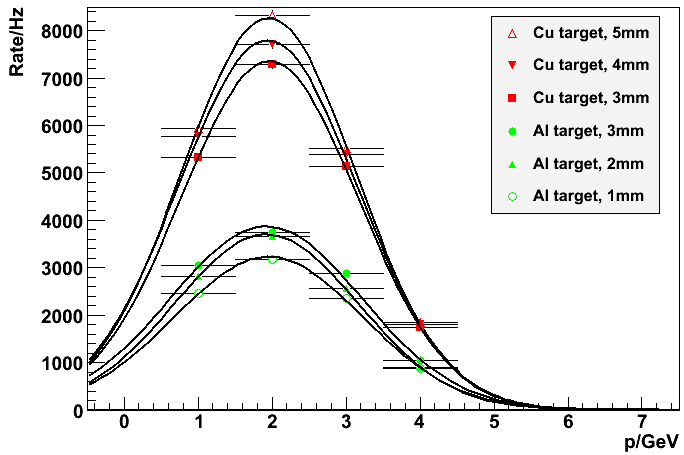 Rate/Hz
8000
7000
6000
5000
4000
3000
2000
1000
0
Cu target, 5mm
Cu target, 4mm
Cu target, 3mm
Al target, 3mm
Al target, 2mm
Al target, 1mm
0 1 2 3 4 5 6 7
p/GeV